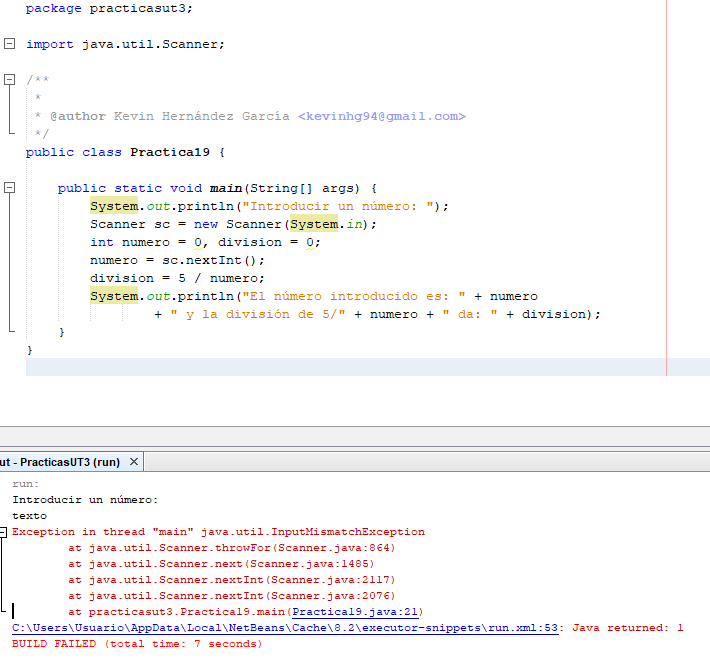 package practicasut3;
import java.util.Scanner;
/**
*
* @author Kevin Hernández García <kevinhg94@gmail.com>
*/
public class Practica19 {
public static void main(String[] args) {
System.out.println("Introducir un número: ");
Scanner sc = new Scanner(System.in);
int numero = 0, division = 0;
numero = sc.nextInt();
division = 5 / numero;
System.out.println("El número introducido es: " + numero
+ " y la división de 5/" + numero + " da: " + division);
}
}
ut - PracticasUT3 (run) ×
run:
Introducir un número:
texto
Exception in thread "main" java.util.InputMismatchException
at java.util.Scanner.throwFor(Scanner.java:864)
at java.util.Scanner.next(Scanner.java:1485)
at java.util.Scanner.nextInt(Scanner.java:2117)
at java.util.Scanner.nextInt(Scanner.java:2076)
at practicasut3.Practica19.main(Practica19.java:21)
C:\Users\Usuario\AppData\Local\NetBeans\Cache\8.2\executor-snippets\run.xml:53: Java returned: 1
BUILD FAILED (total time: 7 seconds)